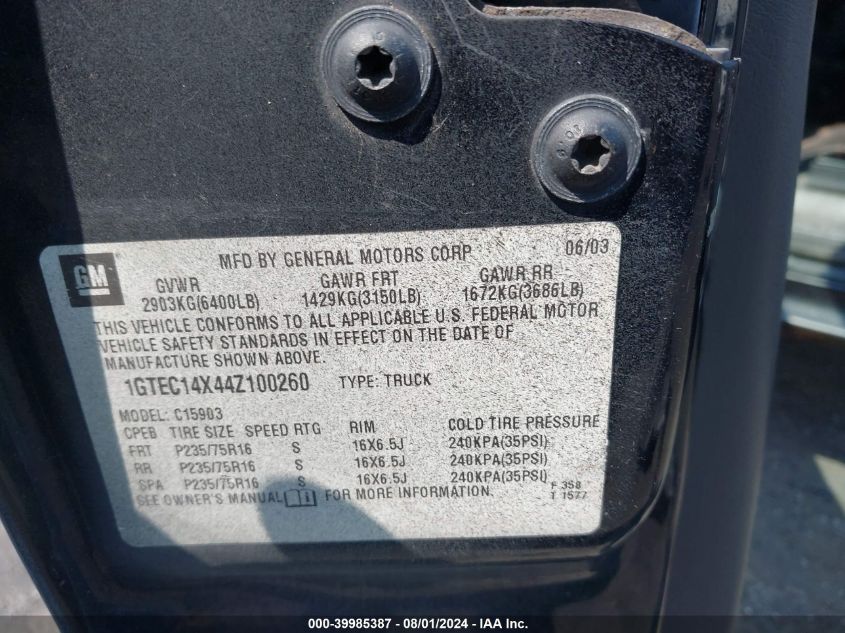 GM
MFD BY GENERAL MOTORS CORP 06/03
GVWR GAWR FRT GAWR RR
2903KG(6400LB) 1429KG(3150LB) 1672KG(3686LB)
THIS VEHICLE CONFORMS TO ALL APPLICABLE U.S. FEDERAL MOTOR
VEHICLE SAFETY STANDARDS IN EFFECT ON THE DATE OF
MANUFACTURE SHOWN ABOVE.
1GTEC14X44Z100260 TYPE: TRUCK
MODEL: C15903
CPEB TIRE SIZE SPEED RTG RIM COLD TIRE PRESSURE
FRT P235/75R16 S 16X6.5J 240KPA(35PSI)
RR P235/75R16 S 16X6.5J 240KPA(35PSI)
SPA P235/75R16 S 16X6.5J 240KPA(35PSI)
SEE OWNER'S MANUAL FOR MORE INFORMATION.
F 358
T 1577
000-39985387 - 08/01/2024 - IAA Inc.